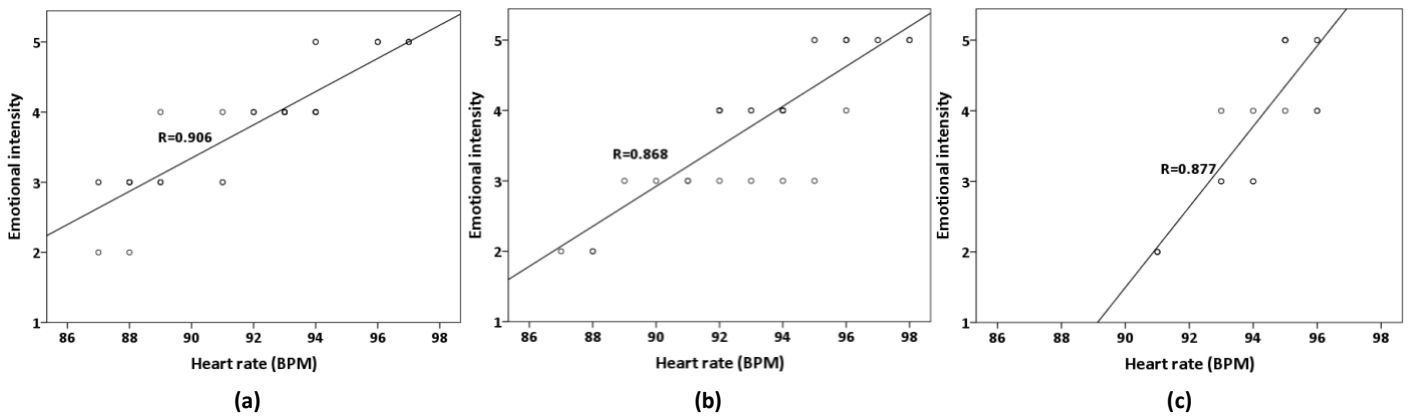 Emotional intensity
5
4
3
2
1
R=0.906
86 88 90 92 94 96 98
Heart rate (BPM)
(a)
Emotional intensity
5
4
3
2
1
R=0.868
86 88 90 92 94 96 98
Heart rate (BPM)
(b)
Emotional intensity
5
4
3
2
1
R=0.877
86 88 90 92 94 96 98
Heart rate (BPM)
(c)